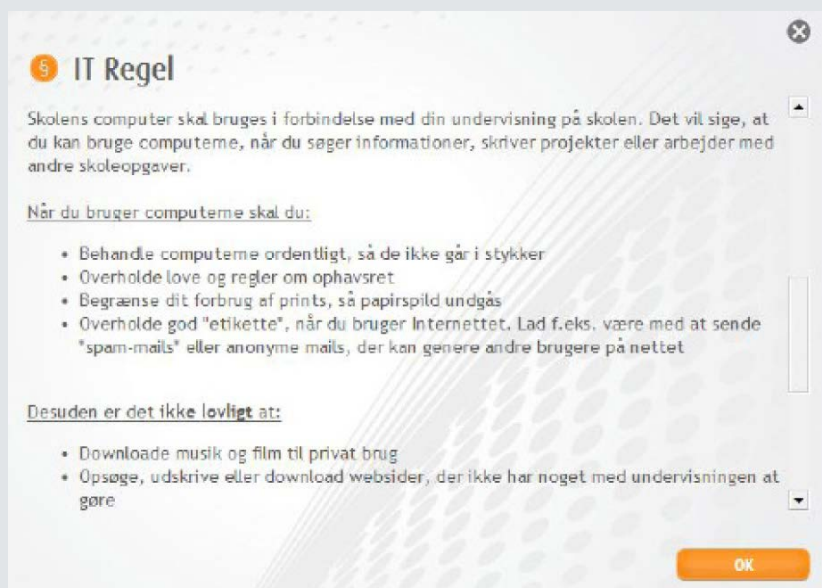 § IT Regel
Skolens computer skal bruges i forbindelse med din undervisning på skolen. Det vil sige, at
du kan bruge computerne, når du søger informationer, skriver projekter eller arbejder med
andre skoleopgaver.
Når du bruger computerne skal du:
• Behandle computerne ordentligt, så de ikke går i stykker
• Overholde love og regler om ophavsret
• Begrænse dit forbrug af prints, så papirspild undgås
• Overholde god "etikette", når du bruger Internettet. Lad f.eks. være med at sende
"spam-mails" eller anonyme mails, der kan genere andre brugere på nettet
Desuden er det ikke lovligt at:
• Downloade musik og film til privat brug
• Opsøge, udskrive eller download websider, der ikke har noget med undervisningen at
gøre
OK